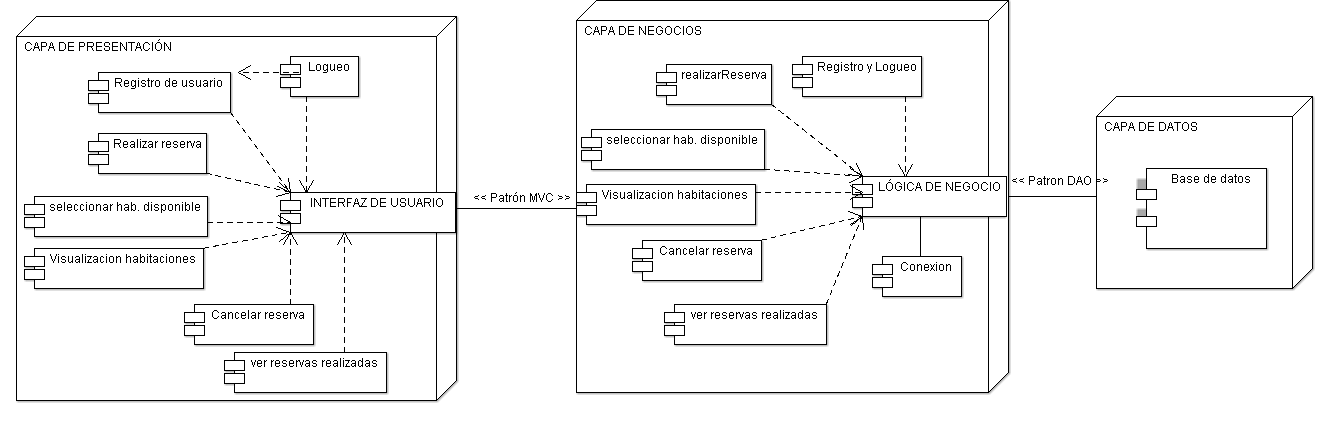 CAPA DE PRESENTACIÓN
Logueo
Registro de usuario
Realizar reserva
seleccionar hab. disponible
INTERFAZ DE USUARIO
Visualizacion habitaciones
Cancelar reserva
ver reservas realizadas
<< Patrón MVC >>
CAPA DE NEGOCIOS
realizarReserva
Registro y Logueo
seleccionar hab. disponible
Visualizacion habitaciones
LÓGICA DE NEGOCIO
Cancelar reserva
Conexion
ver reservas realizadas
<< Patron DAO >>
CAPA DE DATOS
Base de datos